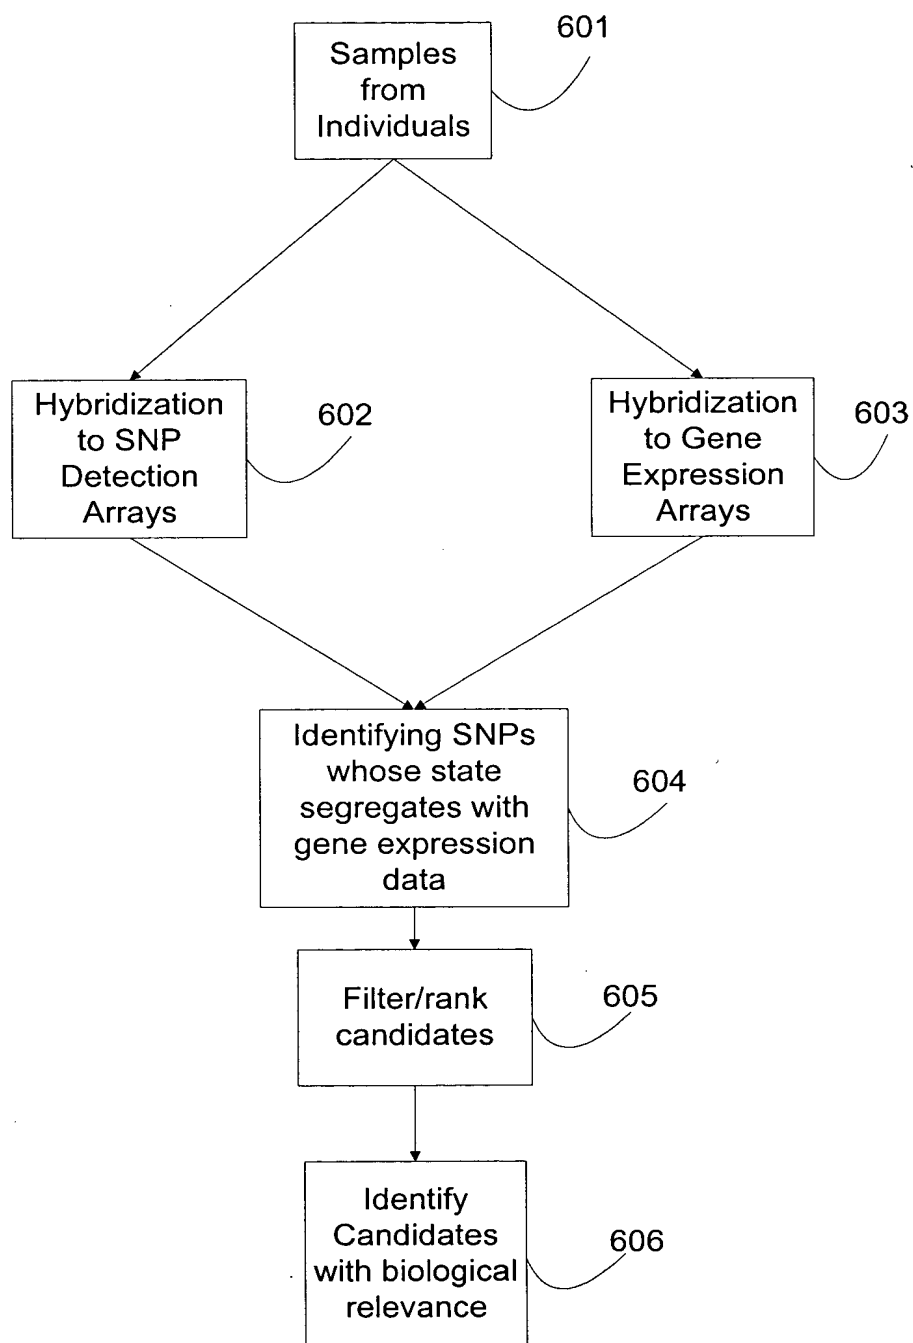 601
Samples
from
Individuals
Hybridization
to SNP
Detection
Arrays
602
Hybridization
to Gene
Expression
Arrays
603
Identifying SNPs
whose state
segregates with
gene expression
data
604
Filter/rank
candidates
605
Identify
Candidates
with biological
relevance
606